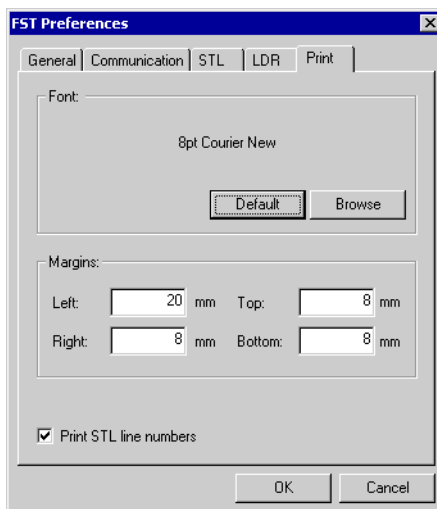 FST Preferences
General Communication STL LDR Print
Font:
8pt Courier New
Default Browse
Margins:
Left: 20 mm Top: 8 mm
Right: 8 mm Bottom: 8 mm
Print STL line numbers
OK Cancel